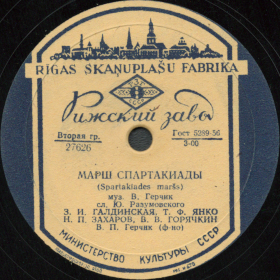 RĪGAS SKAŅUPLAŠU FABRIKA
Рижский завод
Вторая гр.
27626
Гост 5289-56
3-00
МАРШ СПАРТАКИАДЫ
(Spartakiades maršs)
муз. В. Герчик
сл. Ю. Разумовского
З. И. ГАЛДИНСКАЯ, Т. Ф. ЯНКО
Н. П. ЗАХАРОВ, В. В. ГОРЯЧКИН
В. П. Герчик (ф-но)
МИНИСТЕРСТВО КУЛЬТУРЫ СССР